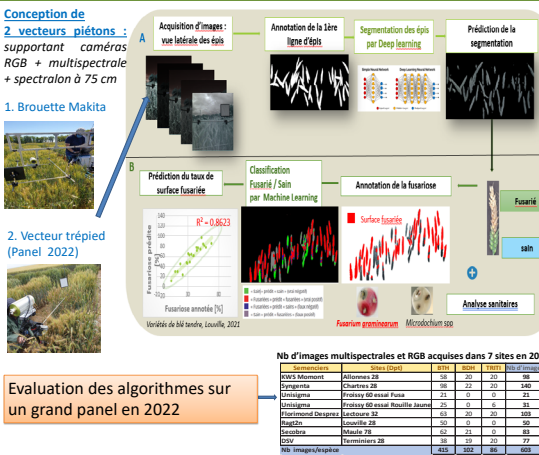 Conception de
2 vecteurs piétons :
supportant caméras
RGB + multispectrale
+ spectralon à 75 cm
1. Brouette Makita
2. Vecteur trépied
(Panel 2022)
A
Acquisition d'images :
vue latérale des épis
Annotation de la 1ère
ligne d'épis
Segmentation des épis
par Deep learning
Prédiction de la
segmentation
B
Prédiction du taux de
surface fusariée
Classification
Fusarié / Sain
par Machine Learning
Annotation de la fusariose
Fusarié
sain
R² = 0.8623
Fusariose prédite
[%]
Fusariose annotée [%]
Variétés de blé tendre, Louville, 2021
Surface fusariée
Analyse sanitaires
Fusarium graminearum
Microdochium spp
Nb d'images multispectrales et RGB acquises dans 7 sites en 20
Semenciers Sites (Dpt) BTH BDH TRITI Nb d'image
KWS Momont Allonnes 28 58 20 20 98
Syngenta Chartres 28 98 22 20 140
Unisigma Froissy 60 essai Fusa 21 0 0 21
Unisigma Froissy 60 essai Rouille Jaune 25 0 6 31
Florimond Desprez Lectoure 32 63 20 20 103
Ragt2n Louville 28 50 0 0 50
Secobra Maule 78 62 21 0 83
DSV Terminiers 28 38 19 20 77
Nb images/espèce 415 102 86 603
Evaluation des algorithmes sur
un grand panel en 2022